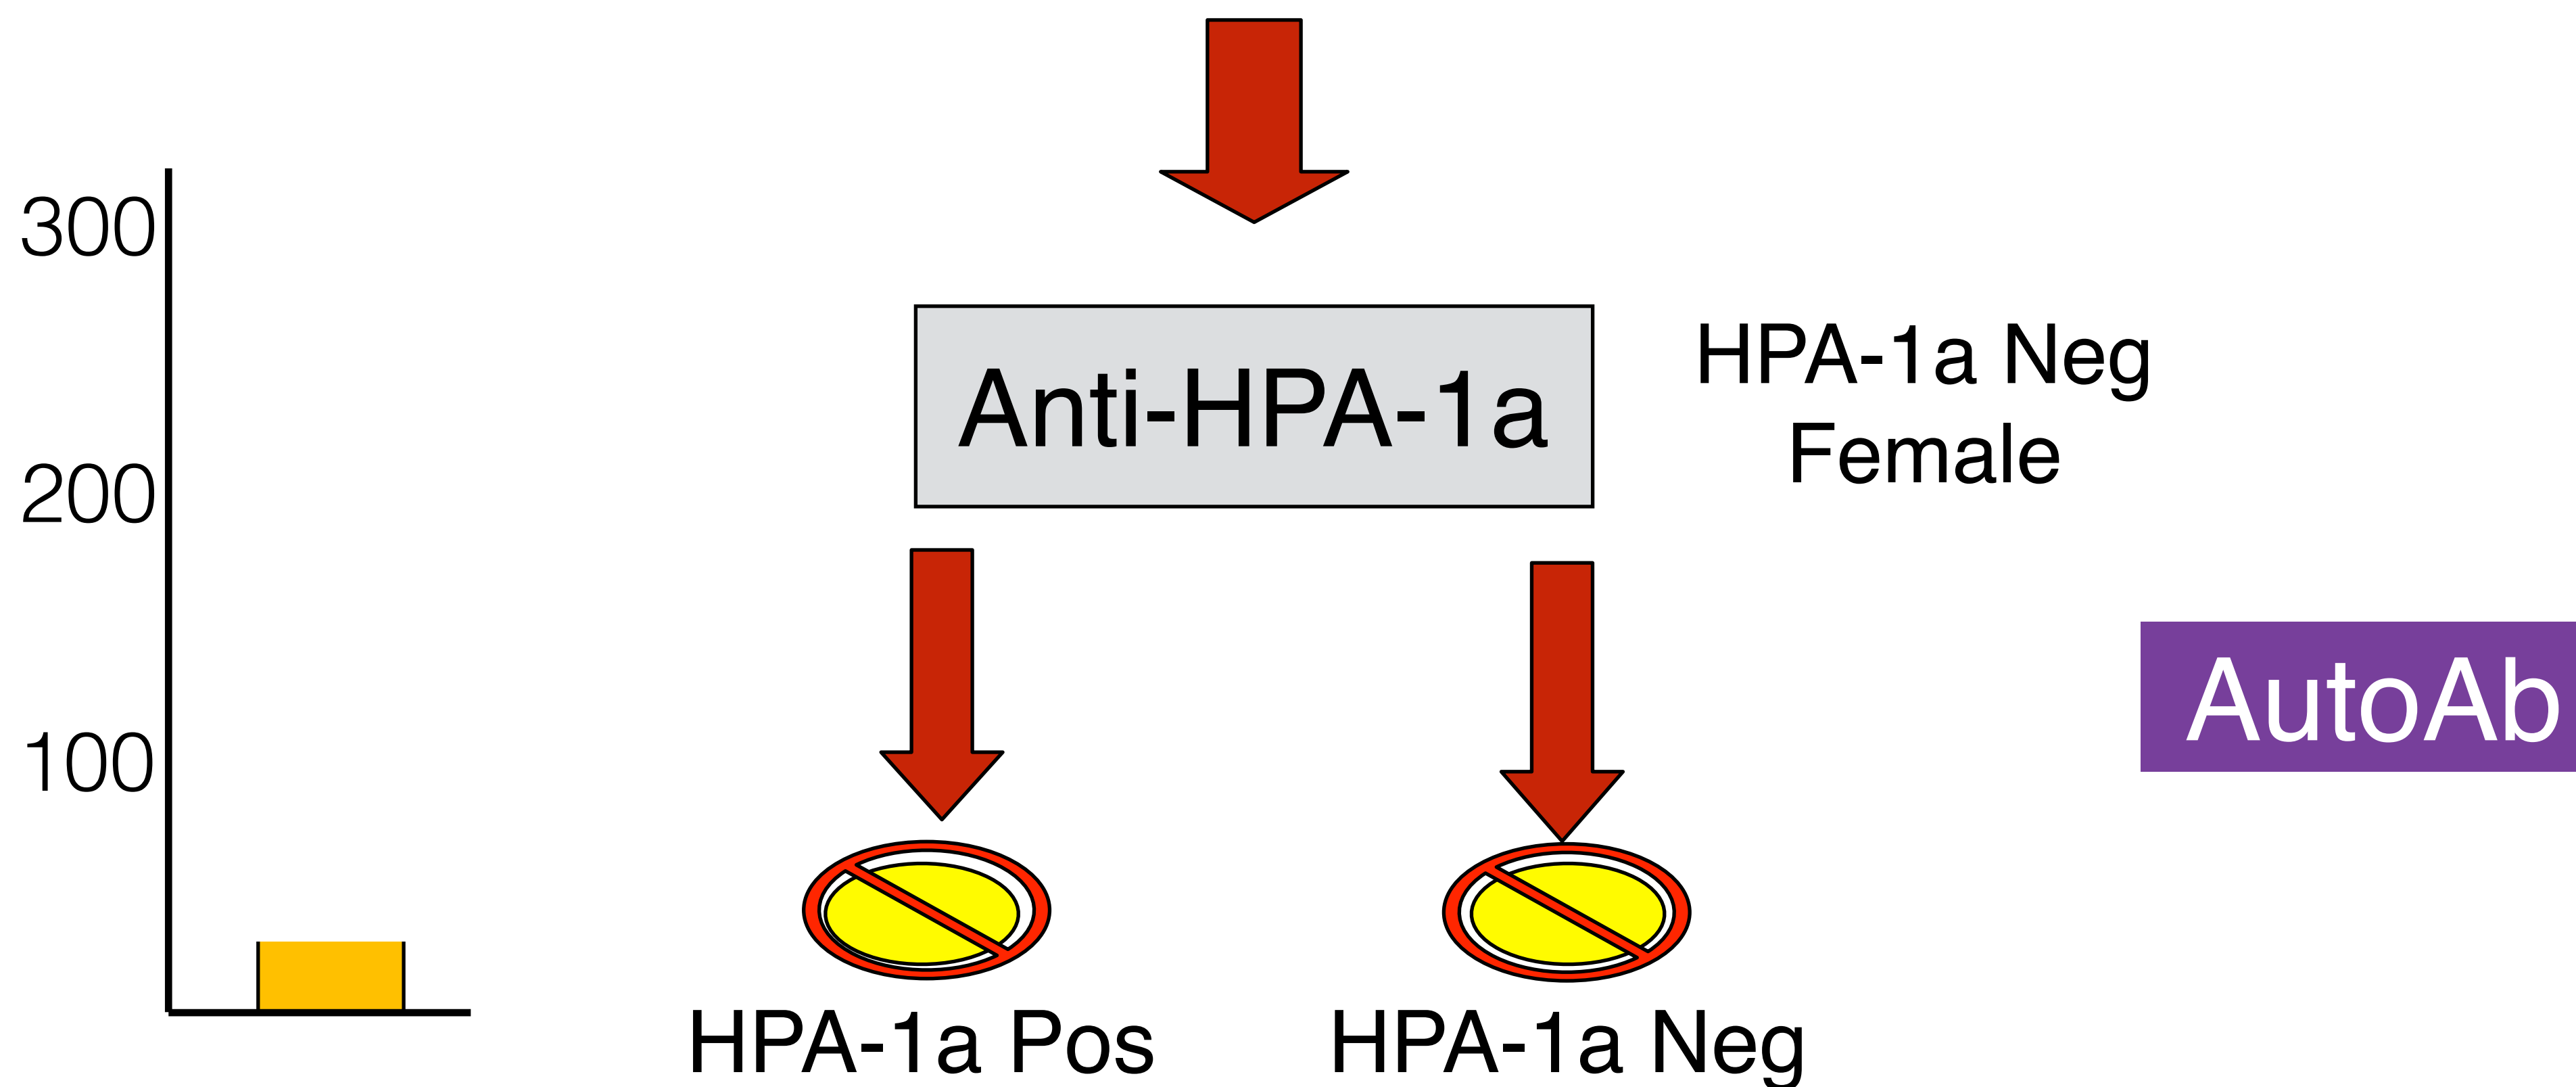 300
200
100
Anti-HPA-1a
HPA-1a Neg
Female
AutoAb
HPA-1a Pos
HPA-1a Neg